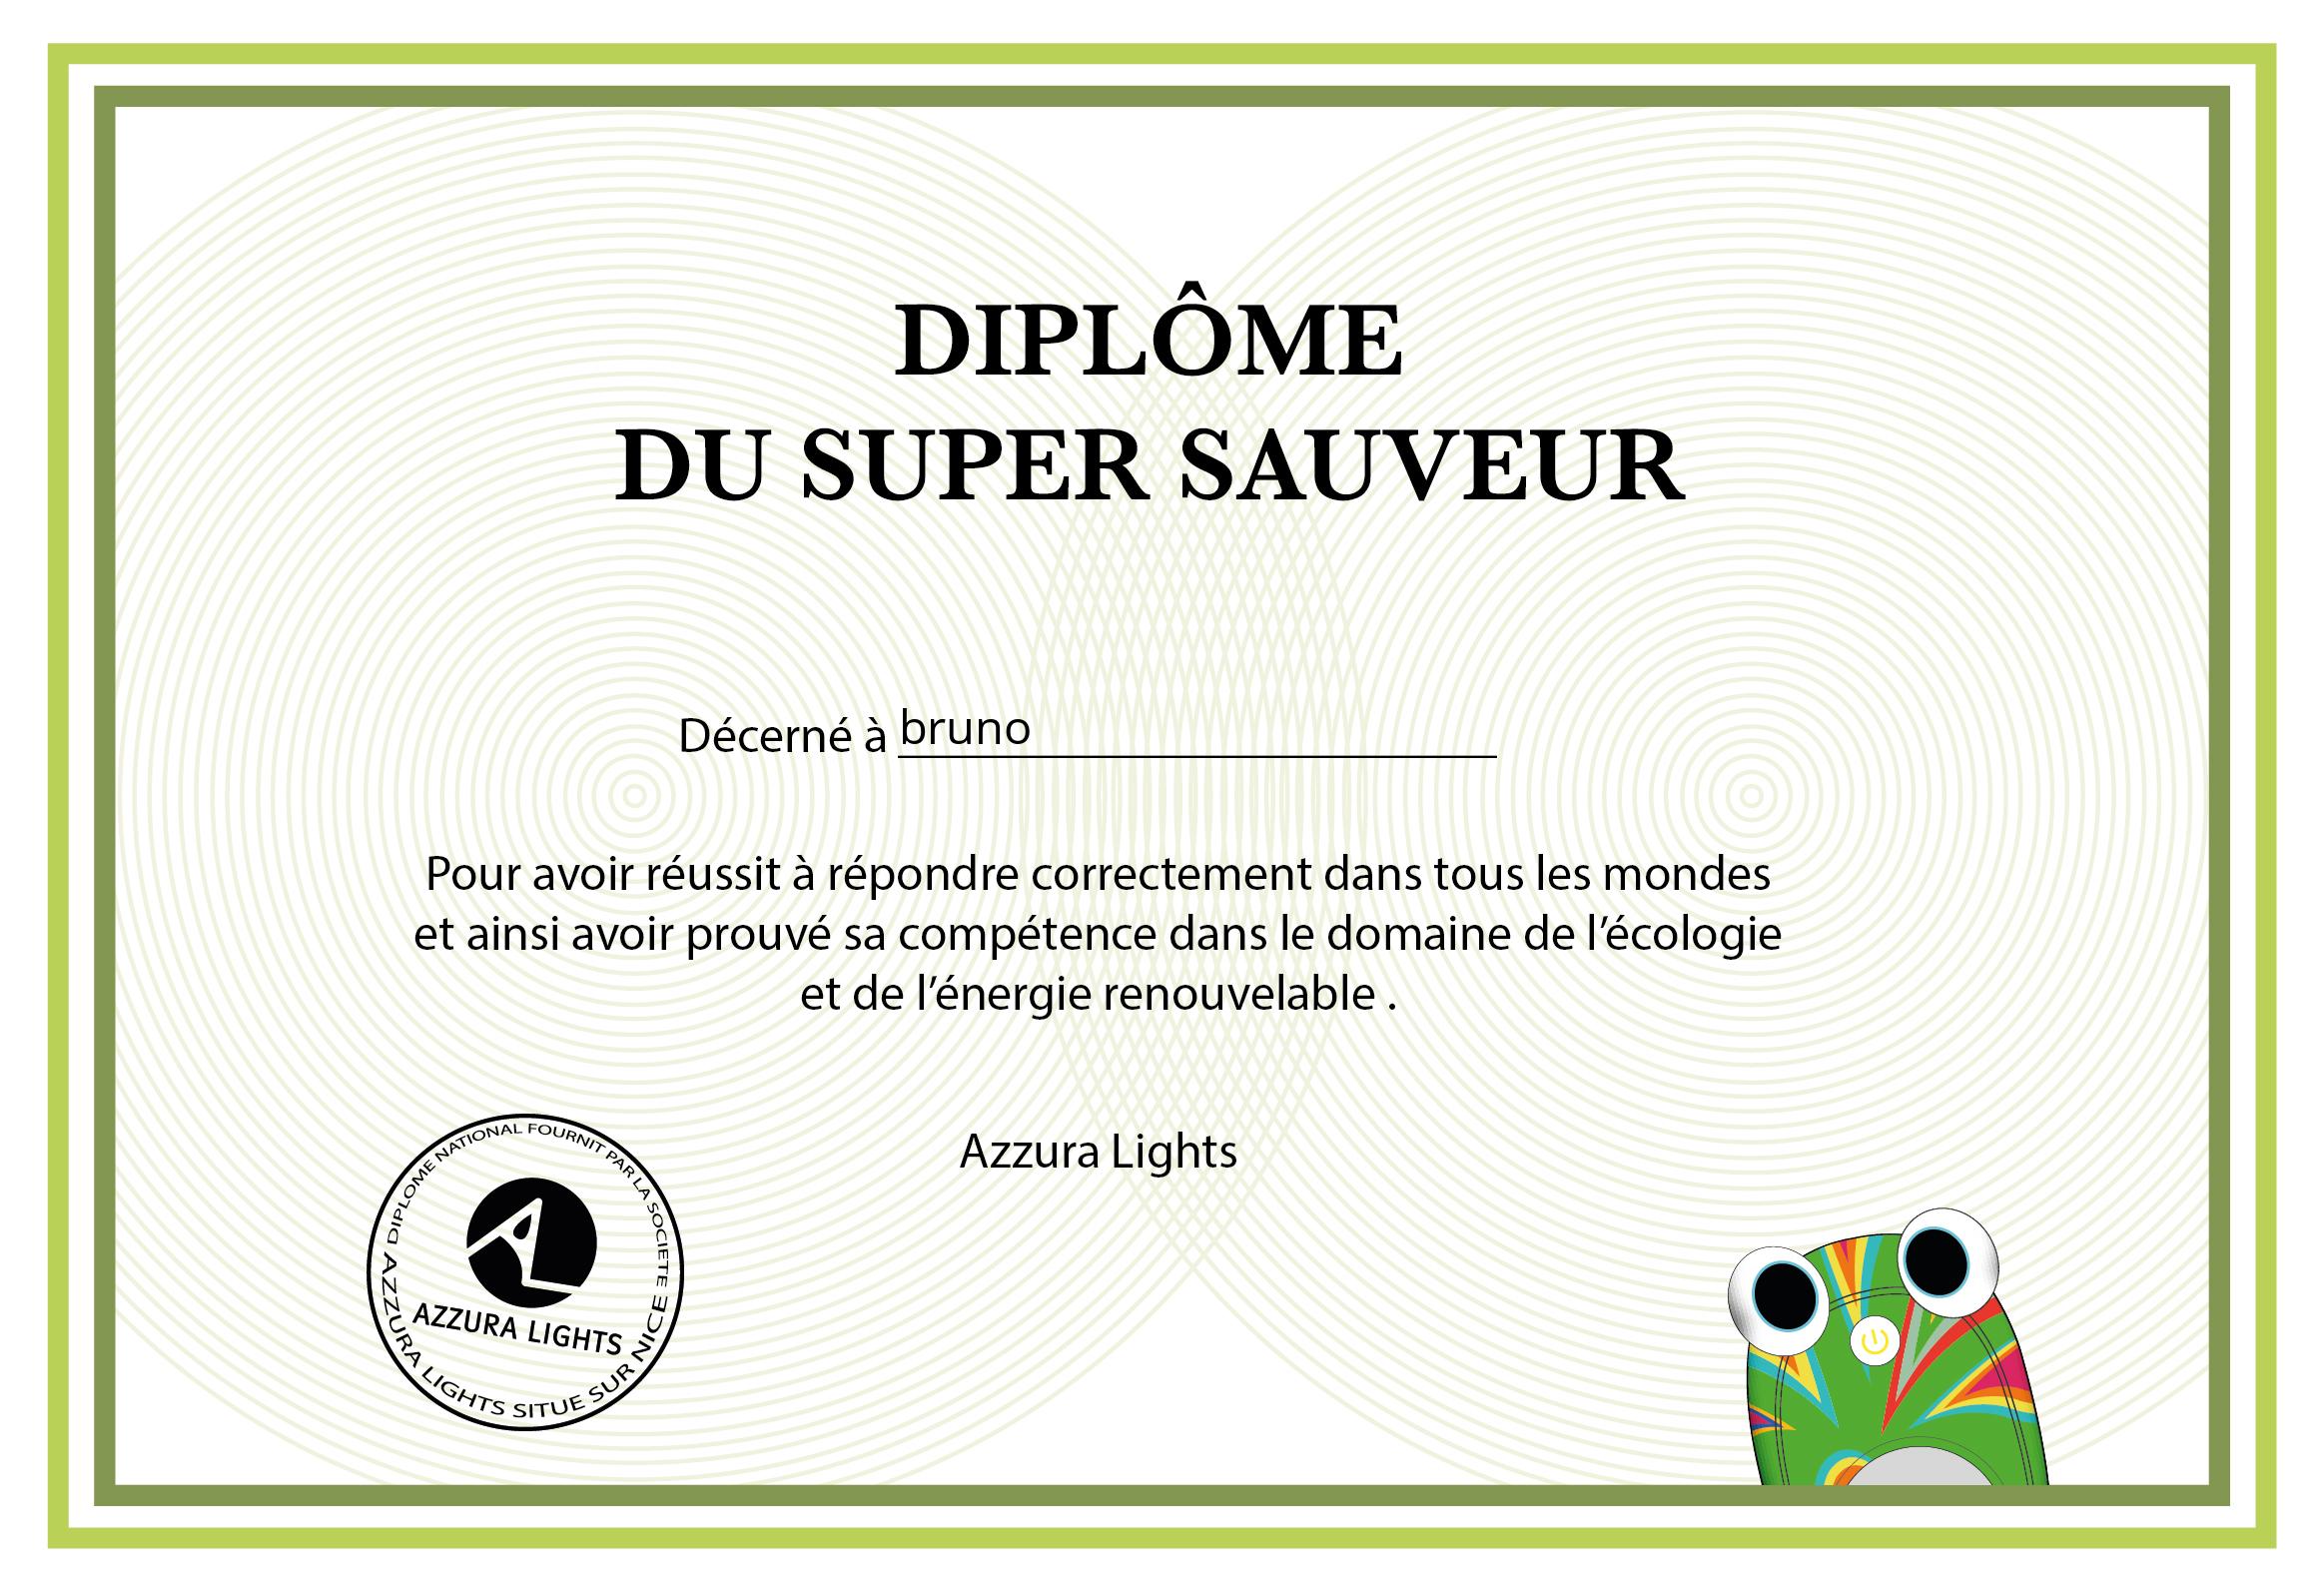 DIPLÔME
DU SUPER SAUVEUR
Décerné à bruno
Pour avoir réussit à répondre correctement dans tous les mondes
et ainsi avoir prouvé sa compétence dans le domaine de l’écologie
et de l’énergie renouvelable .
Azzura Lights
DIPLOME NATIONAL FOURNIT PAR LA SOCIETE
AZZURA LIGHTS
AZZURA LIGHTS SITUE SUR NICE